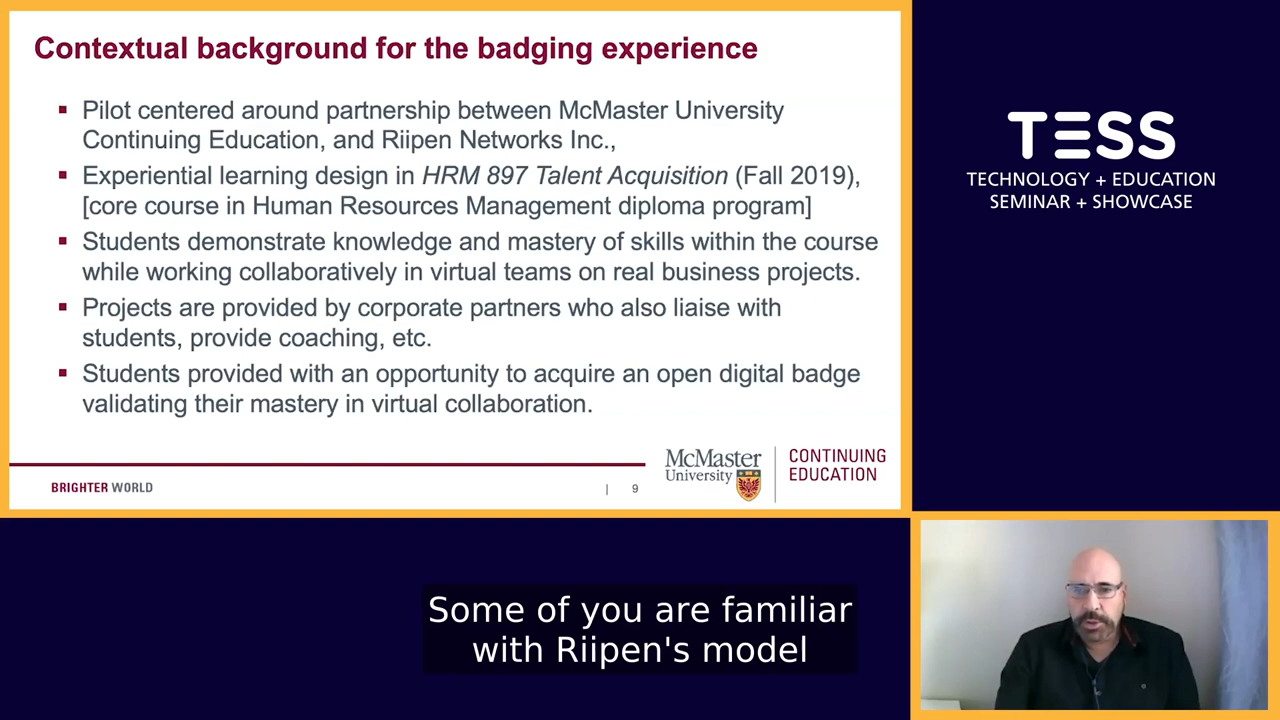 Contextual background for the badging experience
▪ Pilot centered around partnership between McMaster University
Continuing Education, and Riipen Networks Inc.,
▪ Experiential learning design in HRM 897 Talent Acquisition (Fall 2019),
[core course in Human Resources Management diploma program]
▪ Students demonstrate knowledge and mastery of skills within the course
while working collaboratively in virtual teams on real business projects.
▪ Projects are provided by corporate partners who also liaise with
students, provide coaching, etc.
▪ Students provided with an opportunity to acquire an open digital badge
validating their mastery in virtual collaboration.
BRIGHTER WORLD
| 9
McMaster
University
CONTINUING
EDUCATION
TESS
TECHNOLOGY + EDUCATION
SEMINAR + SHOWCASE
Some of you are familiar
with Riipen's model